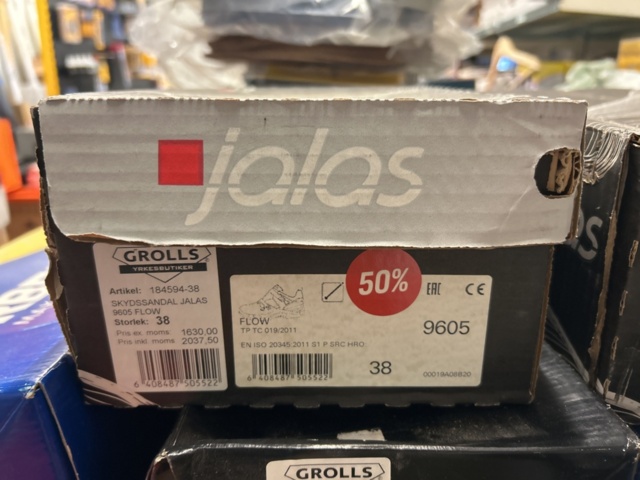 jalas
GROLLS
YRKESBUTIKER
Artikel: 184594-38
SKYDSSANDAL JALAS
9605 FLOW
Storlek: 38
Pris ex. moms 1630,00
Pris inkl. moms 2037,50
6 408487 505522
50%
EAC CE
FLOW
TP TC 019/2011
9605
EN ISO 20345:2011 S1 P SRC HRO
6 408487 505522
38
00019A08820
GROLLS